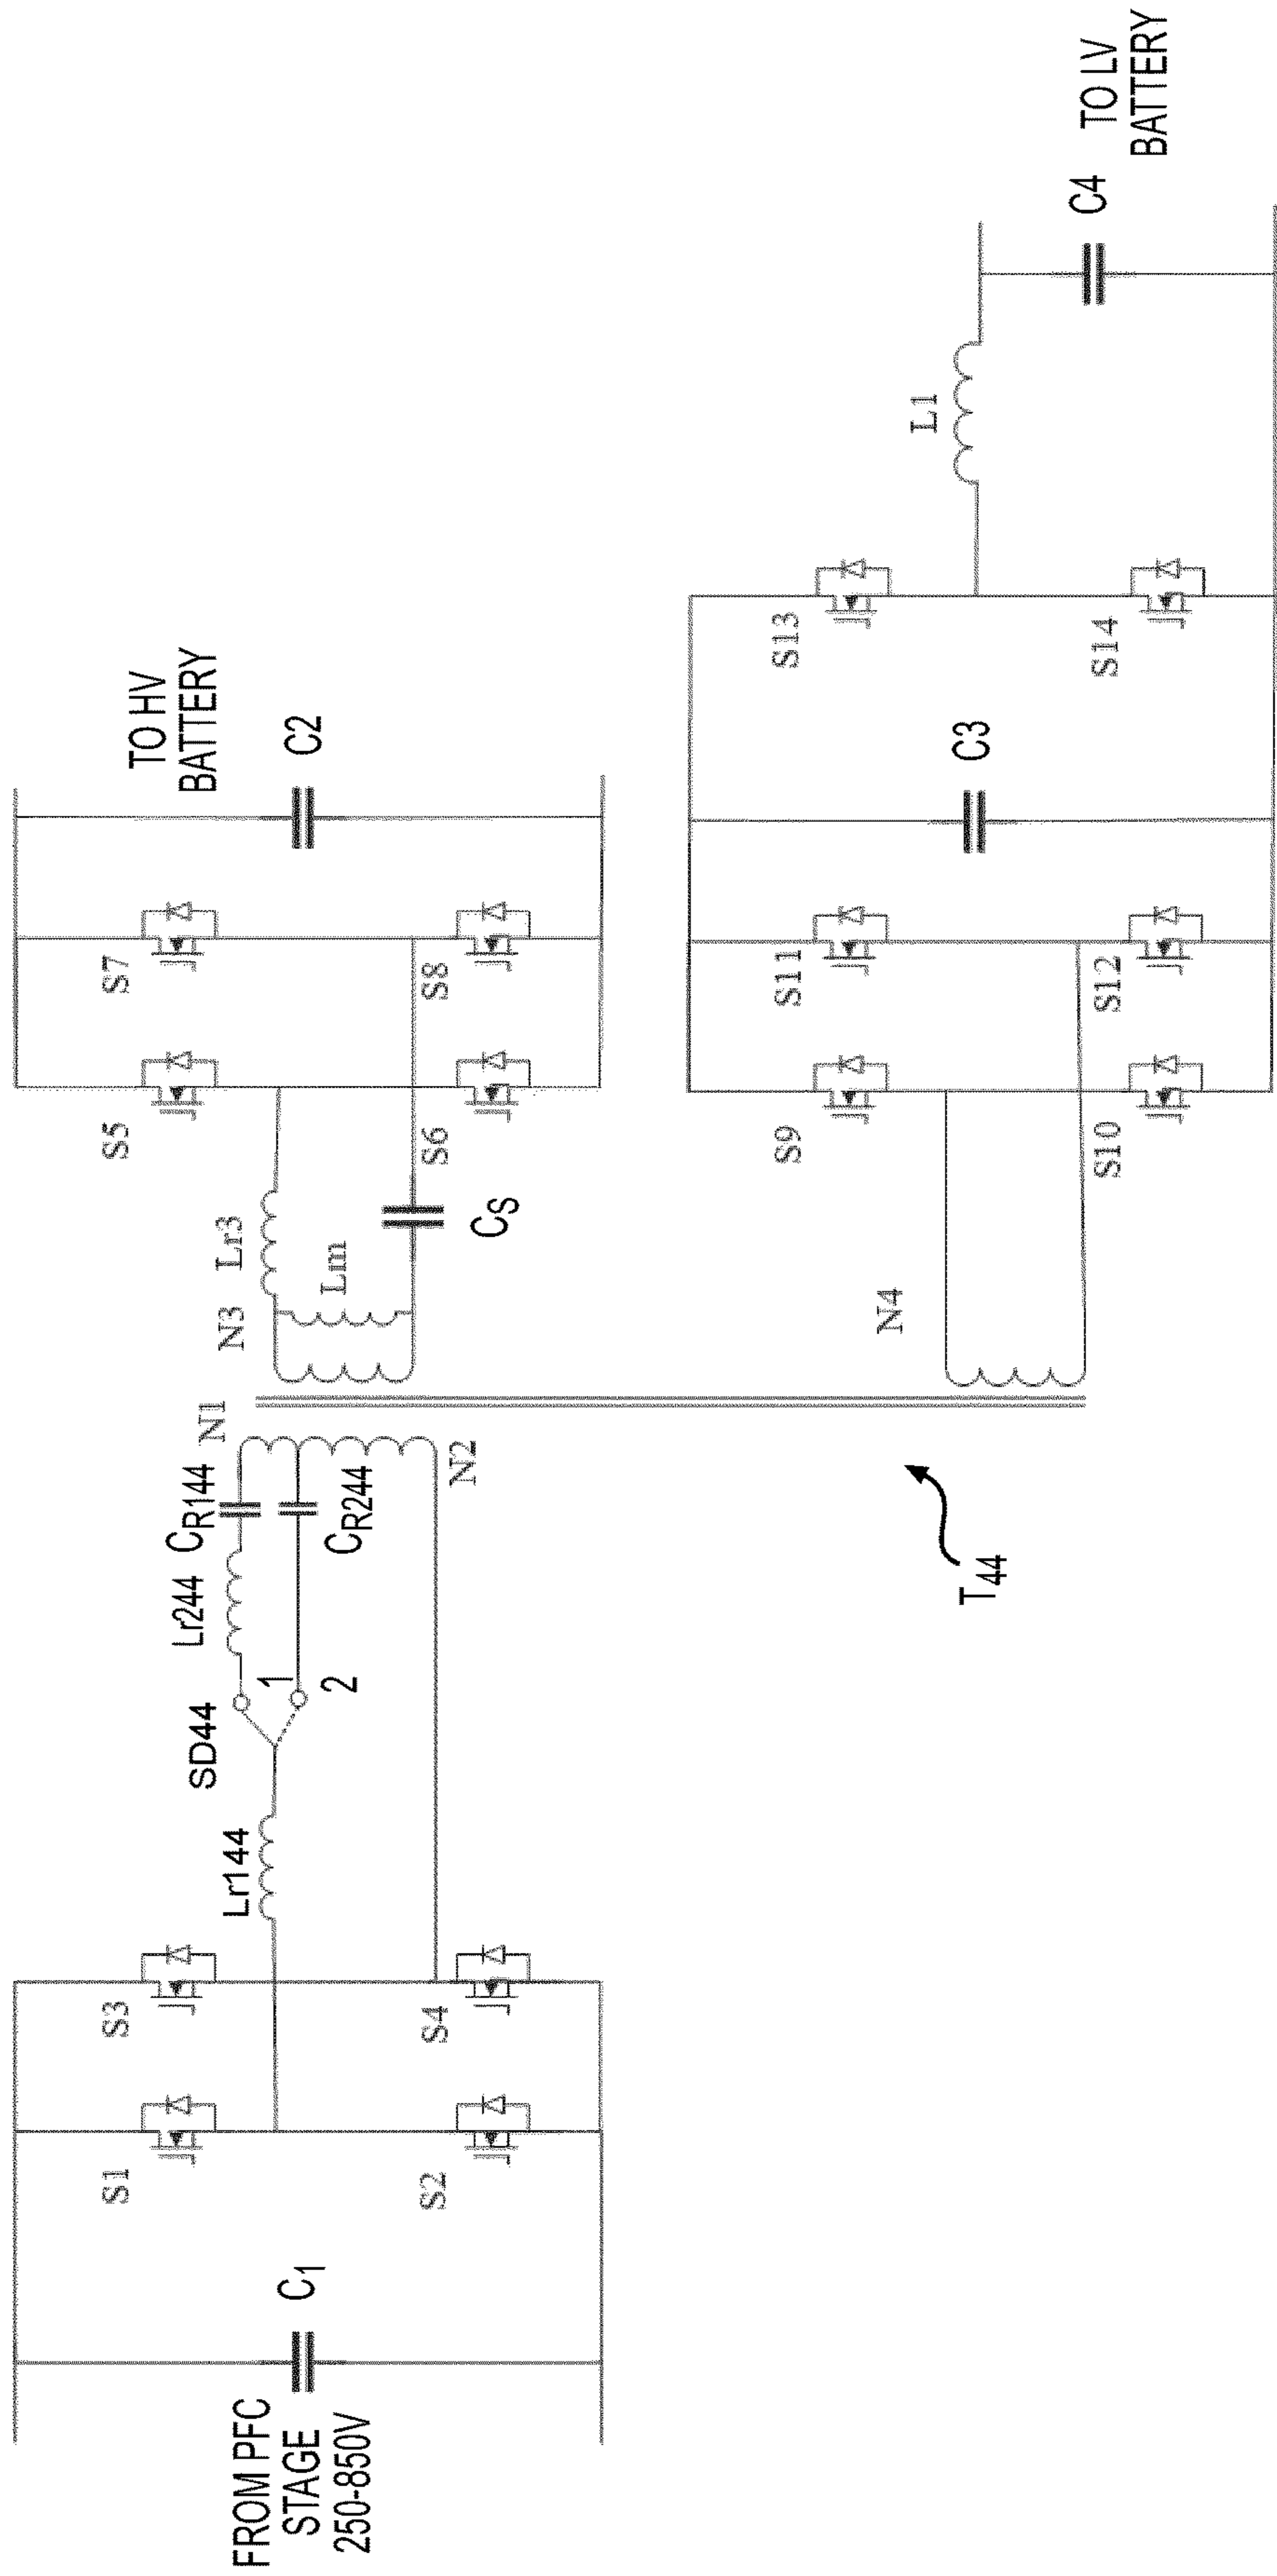 FROM PFC
STAGE
250-850V
C1
S1
S2
S3
S4
Lr144
SD44
1
2
Lr244
CR144
CR244
N1
N2
T44
N3
Lr3
Lm
CS
S5
S6
S7
S8
C2
TO HV
BATTERY
N4
S9
S10
S11
S12
C3
S13
S14
L1
C4
TO LV
BATTERY